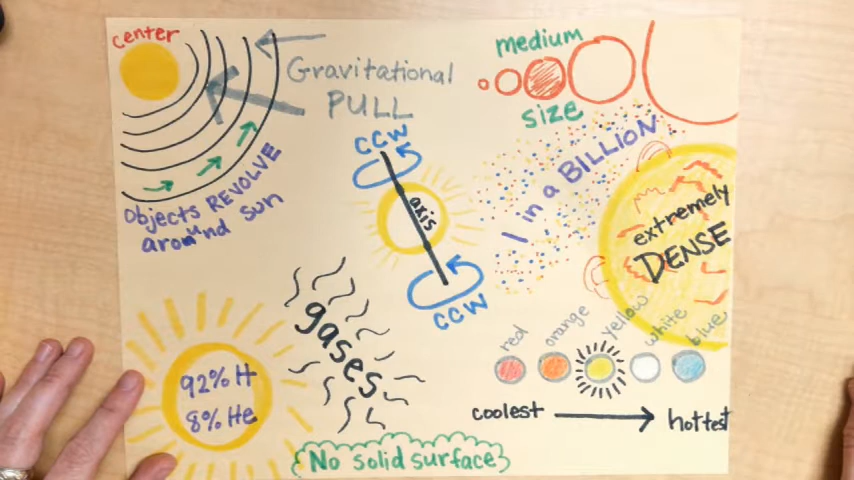 center
Gravitational
PULL
Objects REVOLVE
around sun
medium
size
1 in a BILLION
CCW
axis
CCW
extremely
DENSE
gases
92% H
8% He
No solid surface
red
orange
yellow
white
blue
coolest
hottest